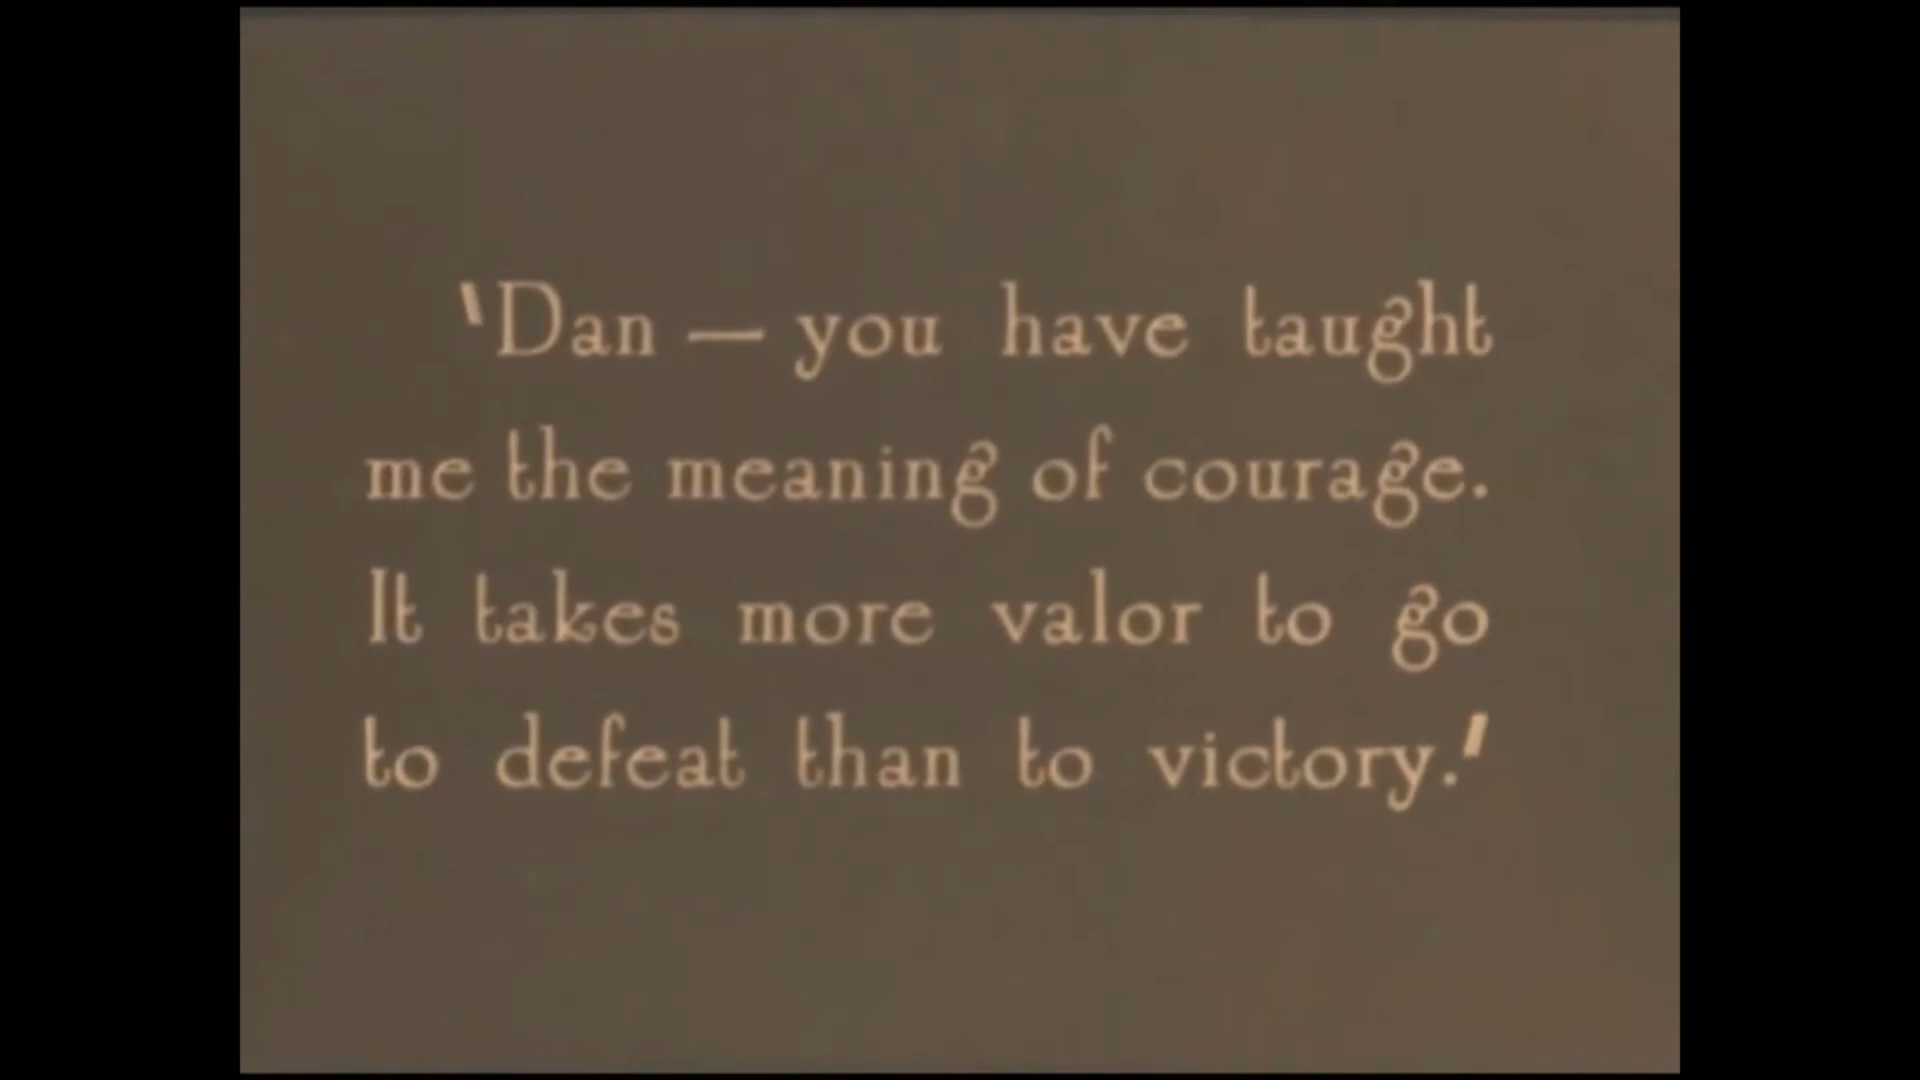 'Dan — you have taught
me the meaning of courage.
It takes more valor to go
to defeat than to victory.'